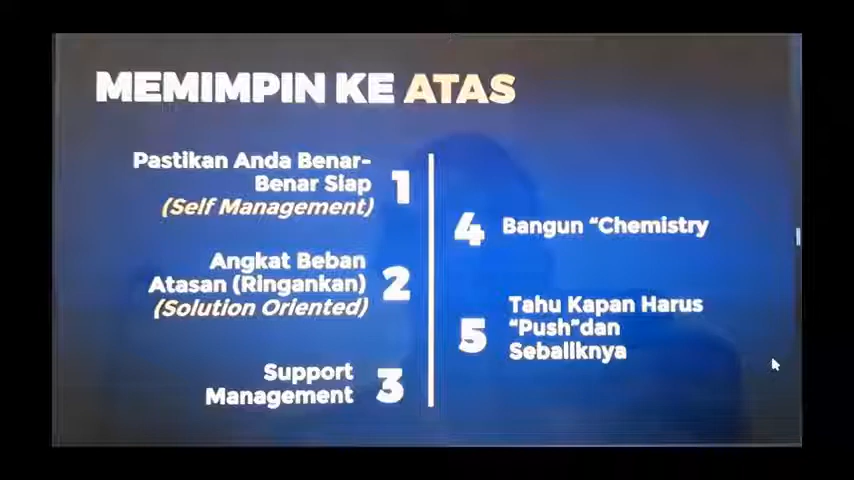 MEMIMPIN KE ATAS
Pastikan Anda Benar-
Benar Siap
(Self Management)
1
Angkat Beban
Atasan (Ringankan)
(Solution Oriented)
2
Support
Management
3
4
Bangun “Chemistry
5
Tahu Kapan Harus
“Push”dan
Sebaliknya